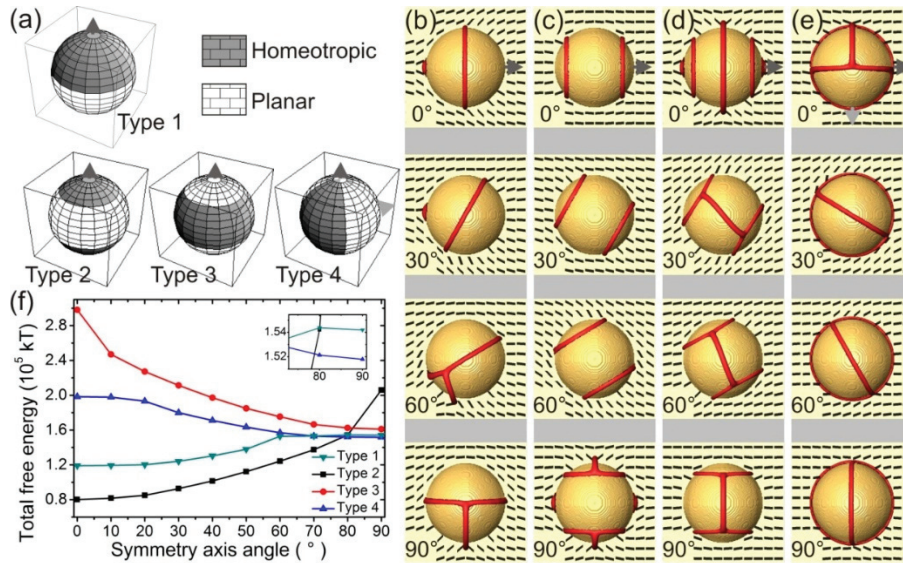 (a)
Type 1
Homeotropic
Planar
Type 2
Type 3
Type 4
(b)
(c)
(d)
(e)
0°
0°
0°
0°
30°
30°
30°
30°
60°
60°
60°
60°
90°
90°
90°
90°
(f)
Total free energy (10⁵ kT)
2.8
2.4
2.0
1.6
1.2
0.8
1.54
1.52
80
90
Type 1
Type 2
Type 3
Type 4
0 10 20 30 40 50 60 70 80 90
Symmetry axis angle ( ° )